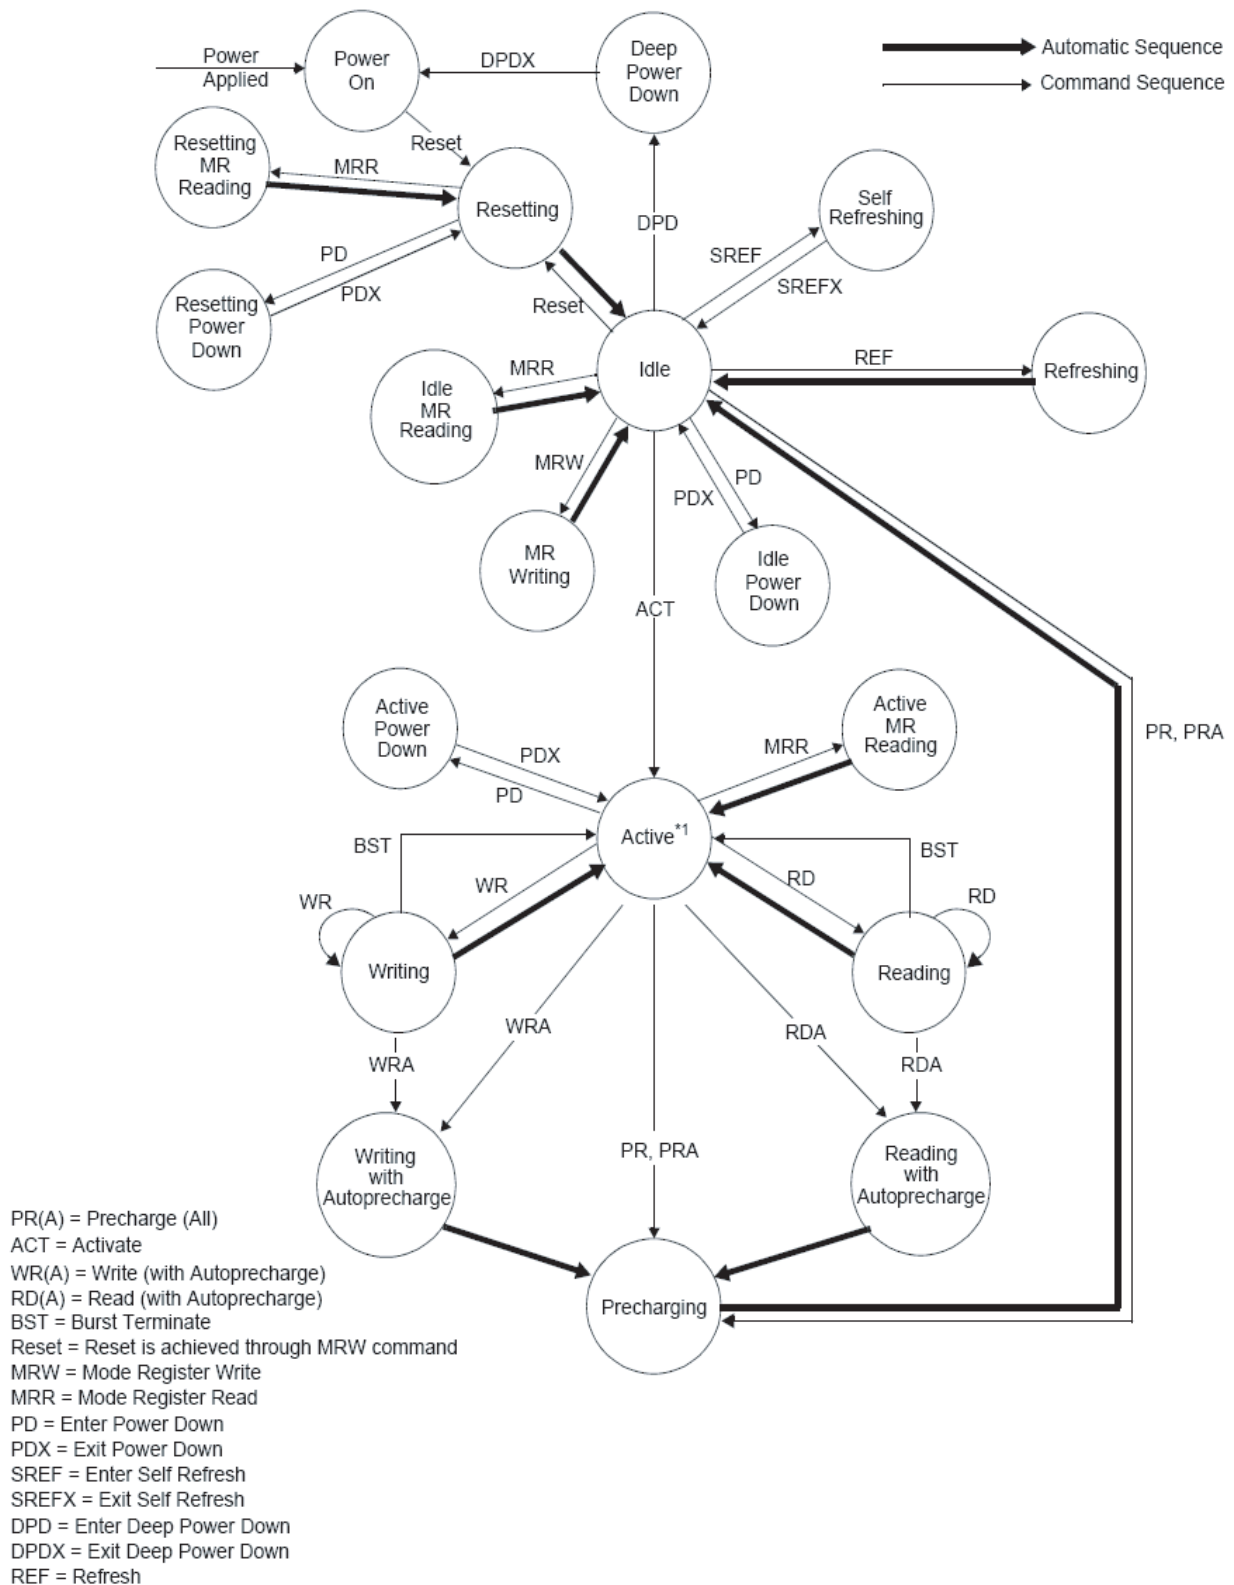 Power
Applied
Power
On
DPDX
Deep
Power
Down
Automatic Sequence
Command Sequence
Resetting
MR
Reading
MRR
Reset
Resetting
DPD
Self
Refreshing
SREF
SREFX
PD
PDX
Resetting
Power
Down
Reset
Idle
REF
Refreshing
MRR
Idle
MR
Reading
MRW
PD
PDX
MR
Writing
Idle
Power
Down
ACT
Active
Power
Down
PDX
PD
MRR
Active
MR
Reading
PR, PRA
BST
Active*1
BST
WR
RD
WR
RD
Writing
Reading
WRA
RDA
WRA
RDA
Writing
with
Autoprecharge
PR, PRA
Reading
with
Autoprecharge
Precharging
PR(A) = Precharge (All)
ACT = Activate
WR(A) = Write (with Autoprecharge)
RD(A) = Read (with Autoprecharge)
BST = Burst Terminate
Reset = Reset is achieved through MRW command
MRW = Mode Register Write
MRR = Mode Register Read
PD = Enter Power Down
PDX = Exit Power Down
SREF = Enter Self Refresh
SREFX = Exit Self Refresh
DPD = Enter Deep Power Down
DPDX = Exit Deep Power Down
REF = Refresh